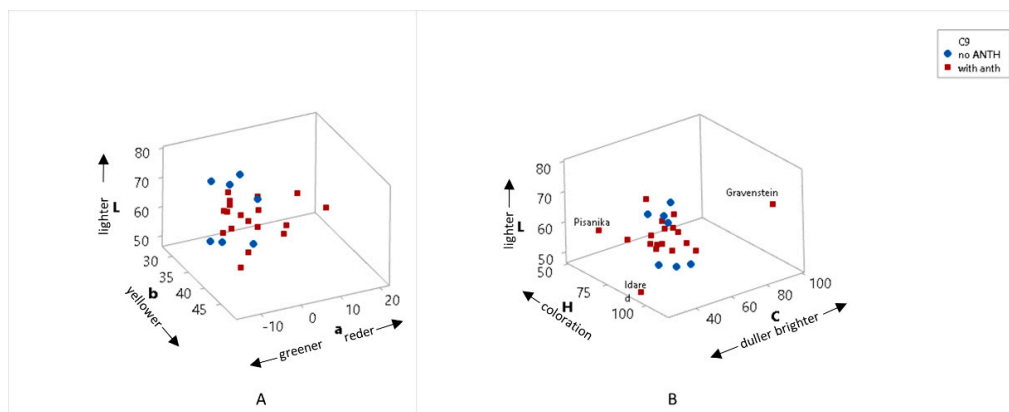 C9
no ANTH
with anth
80
70
60
50
lighter
L
30
35
40
45
b
yellower
-10
0
10
20
a
reder
greener
A
80
70
60
50
lighter
L
50
75
100
H
coloration
40
60
80
100
C
duller brighter
Pisanika
Gravenstein
Idare
d
B